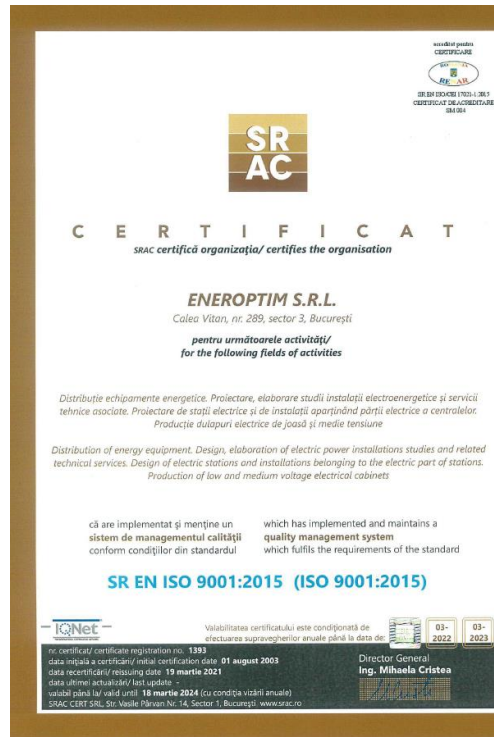 acreditat pentru
CERTIFICARE
RENAR
SR EN ISO/CEI 17021-1:2015
CERTIFICAT DE ACREDITARE
SM 004
SR
AC
CERTIFICAT
SRAC certifică organizația/ certifies the organisation
ENEROPTIM S.R.L.
Calea Vitan, nr. 289, sector 3, București
pentru următoarele activități/
for the following fields of activities
Distribuție echipamente energetice. Proiectare, elaborare studii instalații electroenergetice și servicii
tehnice asociate. Proiectare de stații electrice și de instalații aparținând părții electrice a centralelor.
Producție dulapuri electrice de joasă și medie tensiune
Distribution of energy equipment. Design, elaboration of electric power installations studies and related
technical services. Design of electric stations and installations belonging to the electric part of stations.
Production of low and medium voltage electrical cabinets
că are implementat și menține un
sistem de managementul calității
conform condițiilor din standardul
which has implemented and maintains a
quality management system
which fulfils the requirements of the standard
SR EN ISO 9001:2015 (ISO 9001:2015)
IQNet
Valabilitatea certificatului este condiționată de
efectuarea supravegherilor anuale până la data de:
03-
2022
03-
2023
nr. certificat/ certificate registration no. 1393
data inițială a certificării/ initial certification date 01 august 2003
data recertificării/ reissuing date 19 martie 2021
data ultimei actualizări/ last update -
valabil până la/ valid until 18 martie 2024 (cu condiția vizării anuale)
SRAC CERT SRL, Str. Vasile Pârvan Nr. 14, Sector 1, București www.srac.ro
Director General
Ing. Mihaela Cristea